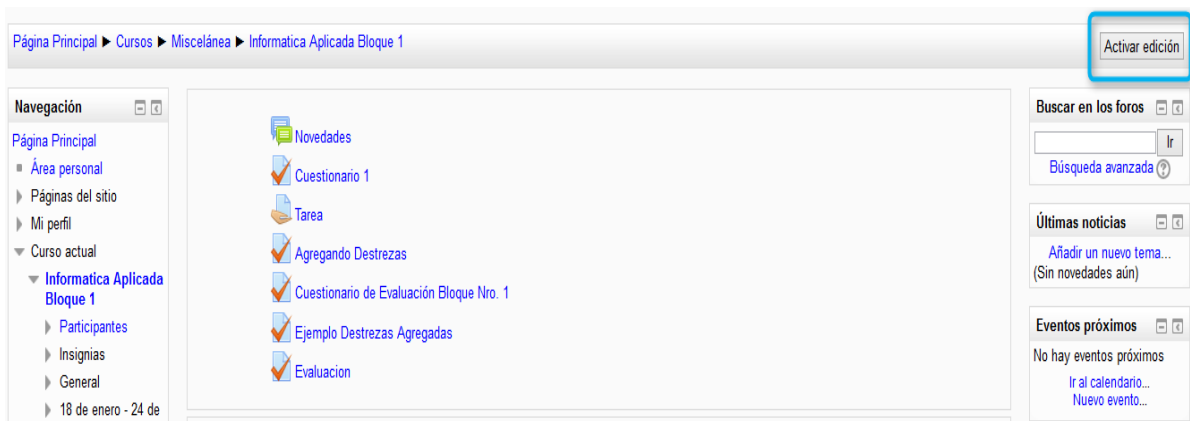 Página Principal ► Cursos ► Miscelánea ► Informatica Aplicada Bloque 1
Activar edición
Navegación
Página Principal
Área personal
Páginas del sitio
Mi perfil
Curso actual
Informatica Aplicada
Bloque 1
Participantes
Insignias
General
18 de enero - 24 de
Novedades
Cuestionario 1
Tarea
Agregando Destrezas
Cuestionario de Evaluación Bloque Nro. 1
Ejemplo Destrezas Agregadas
Evaluacion
Buscar en los foros
Ir
Búsqueda avanzada ?
Últimas noticias
Añadir un nuevo tema...
(Sin novedades aún)
Eventos próximos
No hay eventos próximos
Ir al calendario...
Nuevo evento...